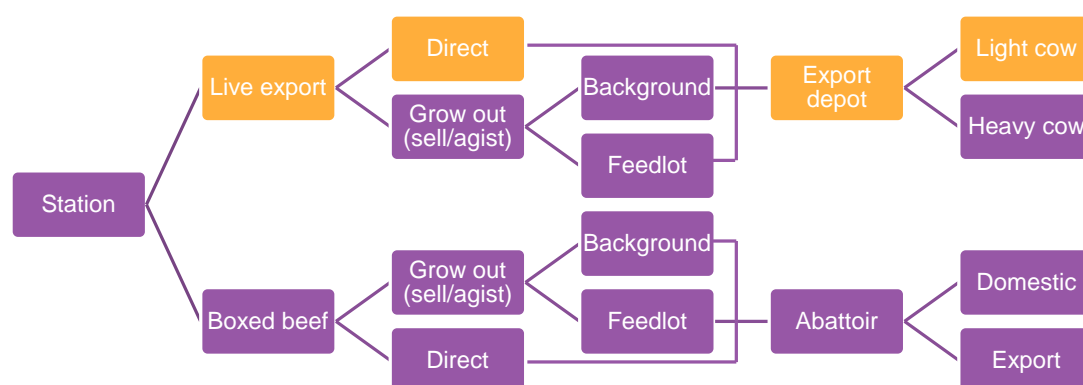 Direct
Light cow
Live export
Background
Export
depot
Grow out
(sell/agist)
Heavy cow
Feedlot
Station
Background
Grow out
(sell/agist)
Domestic
Boxed beef
Feedlot
Abattoir
Direct
Export